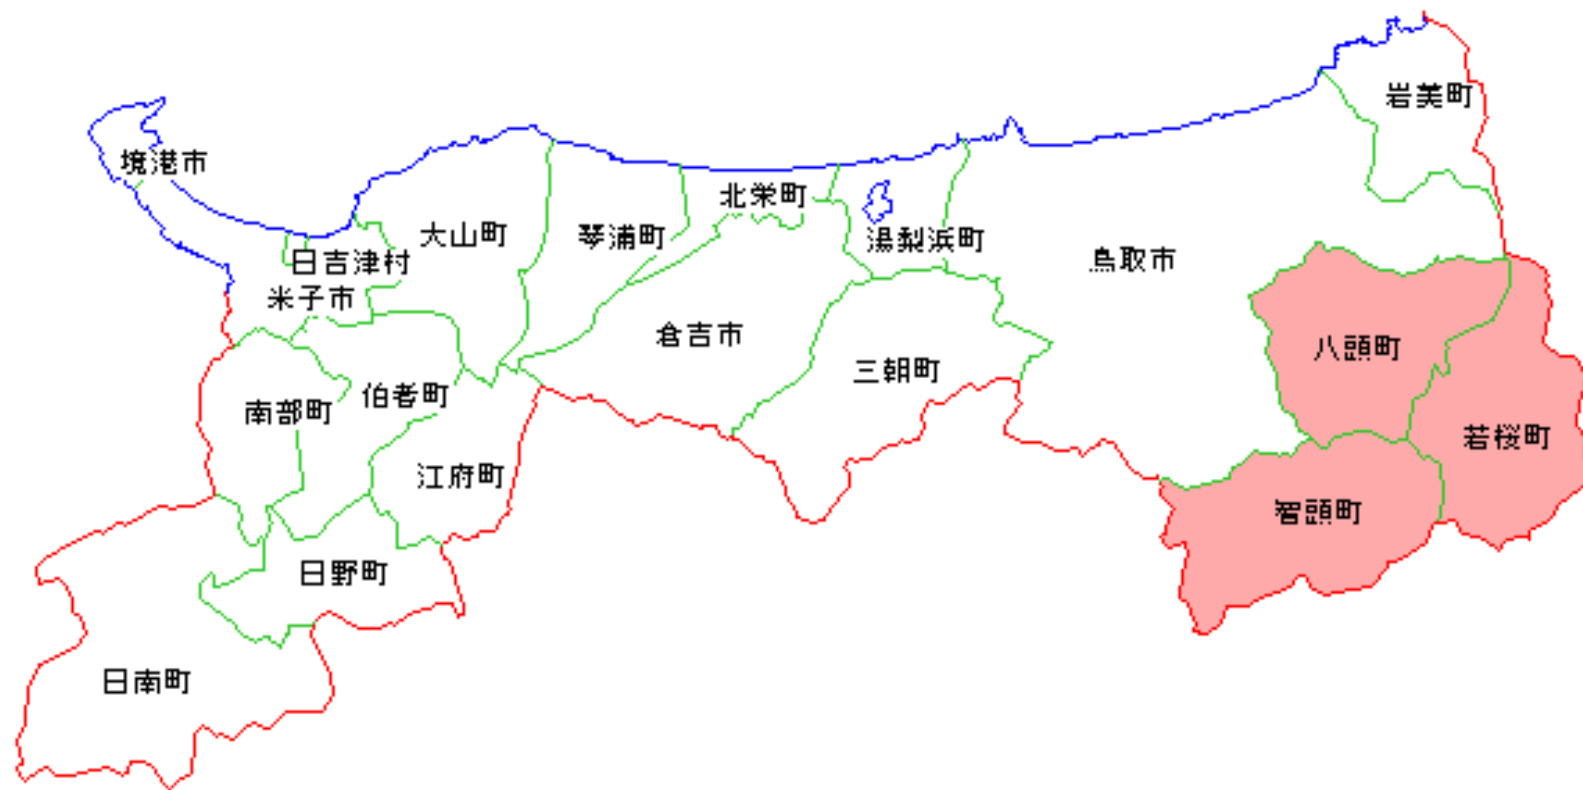 岩美町
境港市
北栄町
大山町
琴浦町
湯梨浜町
日吉津村
鳥取市
米子市
倉吉市
八頭町
三朝町
伯耆町
南部町
若桜町
江府町
智頭町
日野町
日南町